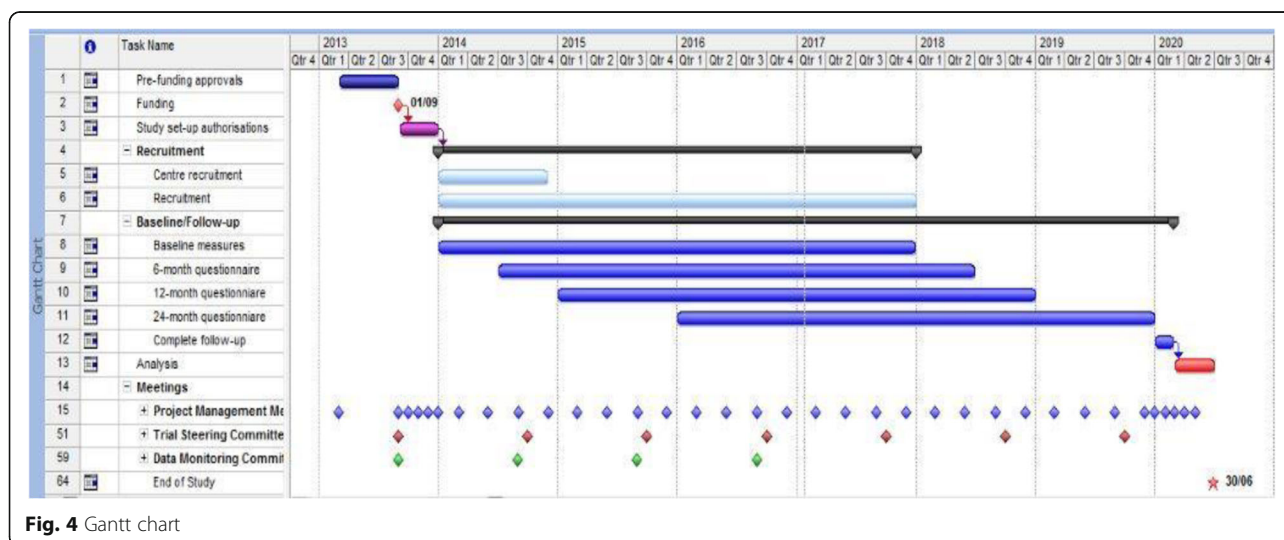 Gantt Chart
Task Name
2013 2014 2015 2016 2017 2018 2019 2020
Qtr 4 Qtr 1 Qtr 2 Qtr 3 Qtr 4 Qtr 1 Qtr 2 Qtr 3 Qtr 4 Qtr 1 Qtr 2 Qtr 3 Qtr 4 Qtr 1 Qtr 2 Qtr 3 Qtr 4 Qtr 1 Qtr 2 Qtr 3 Qtr 4 Qtr 1 Qtr 2 Qtr 3 Qtr 4 Qtr 1 Qtr 2 Qtr 3 Qtr 4 Qtr 1 Qtr 2 Qtr 3 Qtr 4
1 Pre-funding approvals
2 Funding 01/09
3 Study set-up authorisations
4 Recruitment
5 Centre recruitment
6 Recruitment
7 Baseline/Follow-up
8 Baseline measures
9 6-month questionnaire
10 12-month questionniare
11 24-month questionniare
12 Complete follow-up
13 Analysis
14 Meetings
15 Project Management Me
51 Trial Steering Committe
59 Data Monitoring Commit
64 End of Study 30/06
Fig. 4 Gantt chart